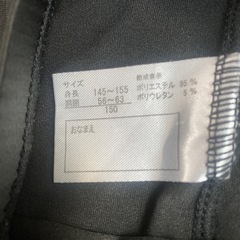 サイズ
身長 145~155
胴囲 56~63
150
組成表示
ポリエステル 95 %
ポリウレタン 5 %
おなまえ